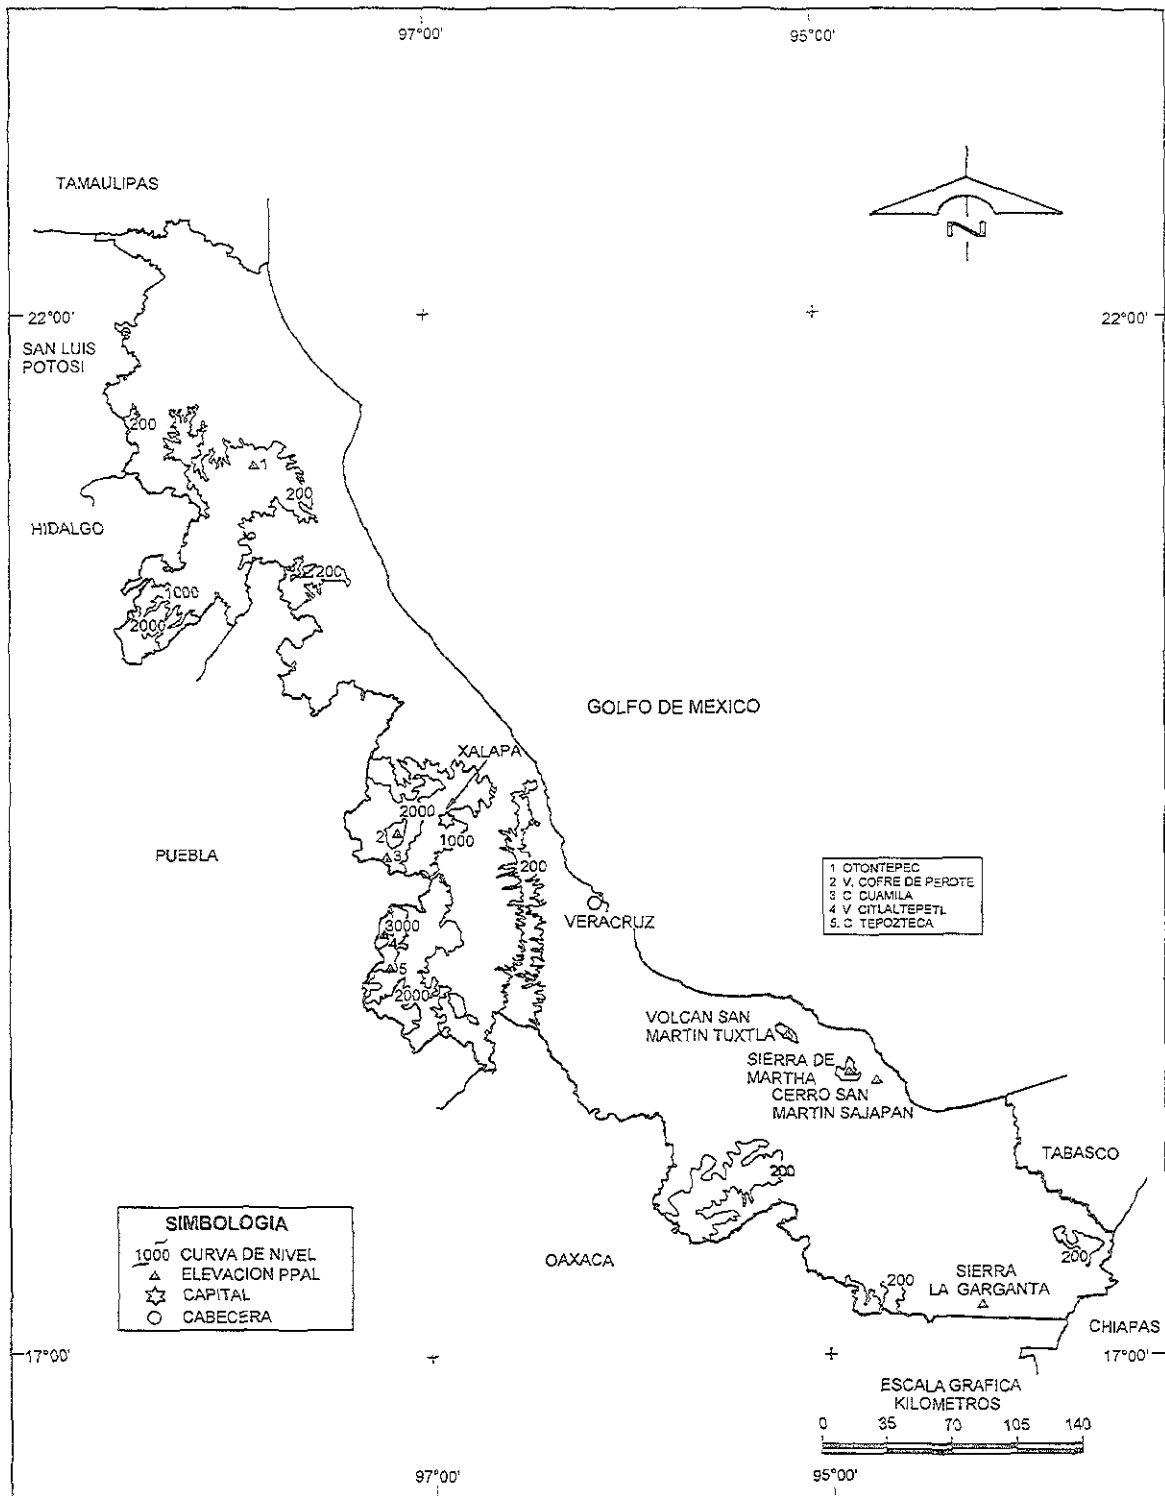 97°00'
95°00'
TAMAULIPAS
N
22°00'
22°00'
SAN LUIS
POTOSI
200
1
200
HIDALGO
200
1000
2000
GOLFO DE MEXICO
XALAPA
2000
2
1000
3
PUEBLA
200
1 OTONTEPEC
2 V. COFRE DE PEROTE
3 C CUAMILA
4 V CITLALTEPETL
5. C TEPOZTECA
VERACRUZ
3000
4
5
2000
VOLCAN SAN
MARTIN TUXTLA
SIERRA DE
MARTHA
CERRO SAN
MARTIN SAJAPAN
TABASCO
200
SIMBOLOGIA
1000 CURVA DE NIVEL
ELEVACION PPAL
CAPITAL
CABECERA
OAXACA
200
200
SIERRA
LA GARGANTA
CHIAPAS
17°00'
17°00'
ESCALA GRAFICA
KILOMETROS
0 35 70 105 140
97°00'
95°00'